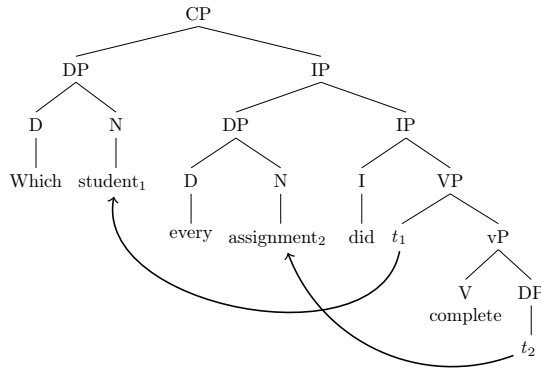 CP
DP IP
D N DP IP
Which student₁ D N I VP
every assignment₂ did t₁ vP
V DP
complete
t₂